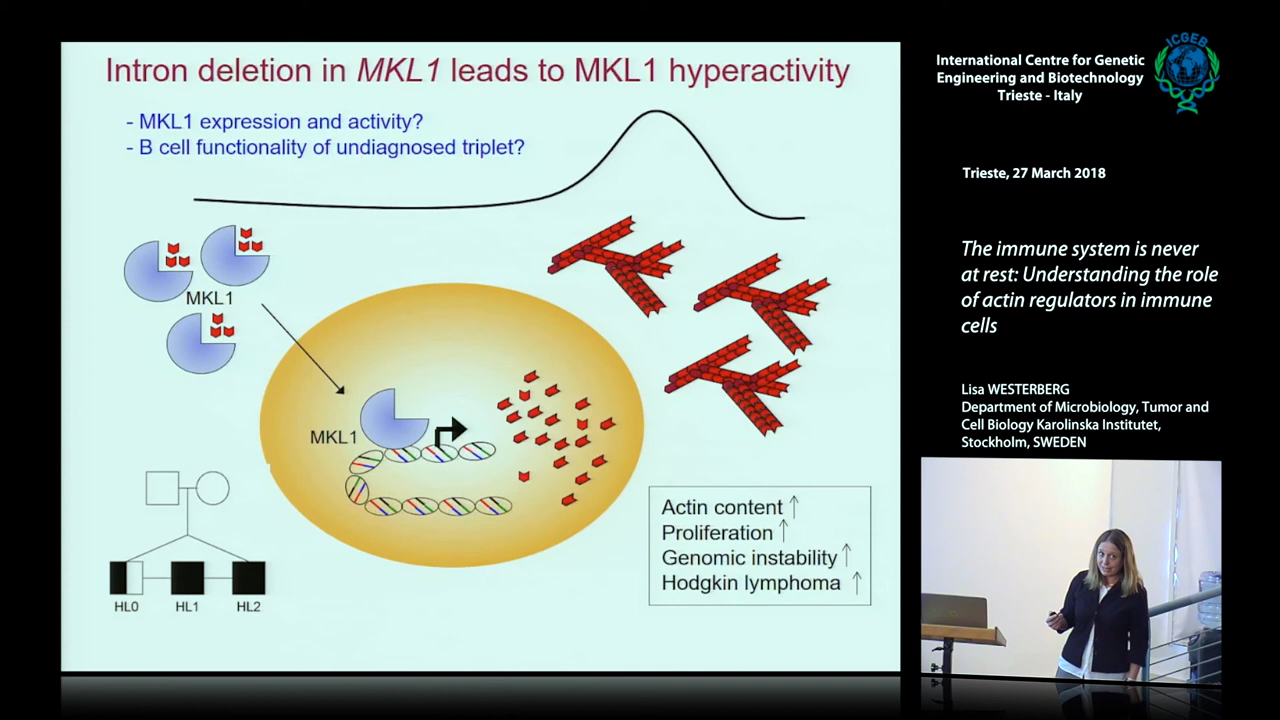 Intron deletion in MKL1 leads to MKL1 hyperactivity
- MKL1 expression and activity?
- B cell functionality of undiagnosed triplet?
MKL1
MKL1
HL0 HL1 HL2
Actin content ↑
Proliferation ↑
Genomic instability ↑
Hodgkin lymphoma ↑
ICGEB
International Centre for Genetic
Engineering and Biotechnology
Trieste - Italy
Trieste, 27 March 2018
The immune system is never
at rest: Understanding the role
of actin regulators in immune
cells
Lisa WESTERBERG
Department of Microbiology, Tumor and
Cell Biology Karolinska Institutet,
Stockholm, SWEDEN